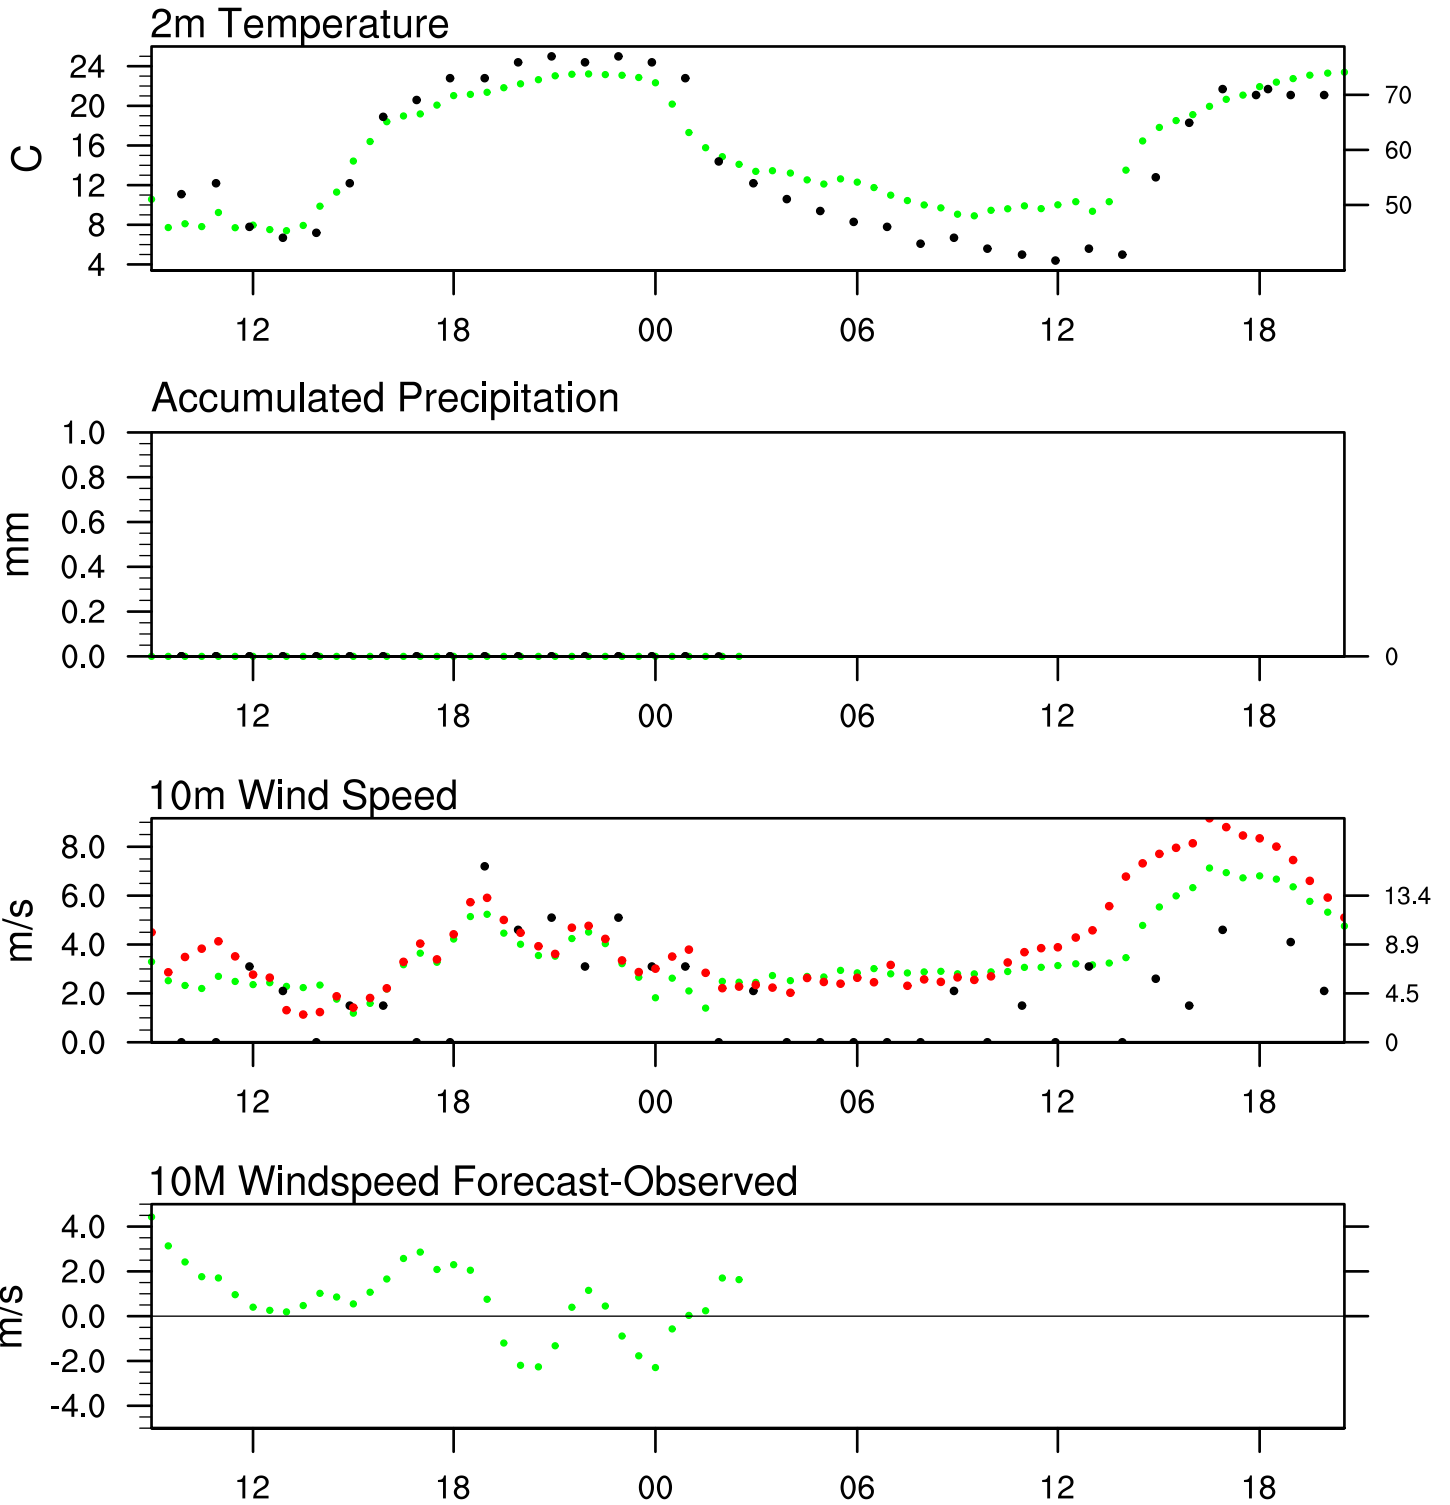 2m Temperature
24
20
16
12
8
4
C
70
60
50
12 18 00 06 12 18
Accumulated Precipitation
1.0
0.8
0.6
0.4
0.2
0.0
mm
0
12 18 00 06 12 18
10m Wind Speed
8.0
6.0
4.0
2.0
0.0
m/s
13.4
8.9
4.5
0
12 18 00 06 12 18
10M Windspeed Forecast-Observed
4.0
2.0
0.0
-2.0
-4.0
m/s
12 18 00 06 12 18